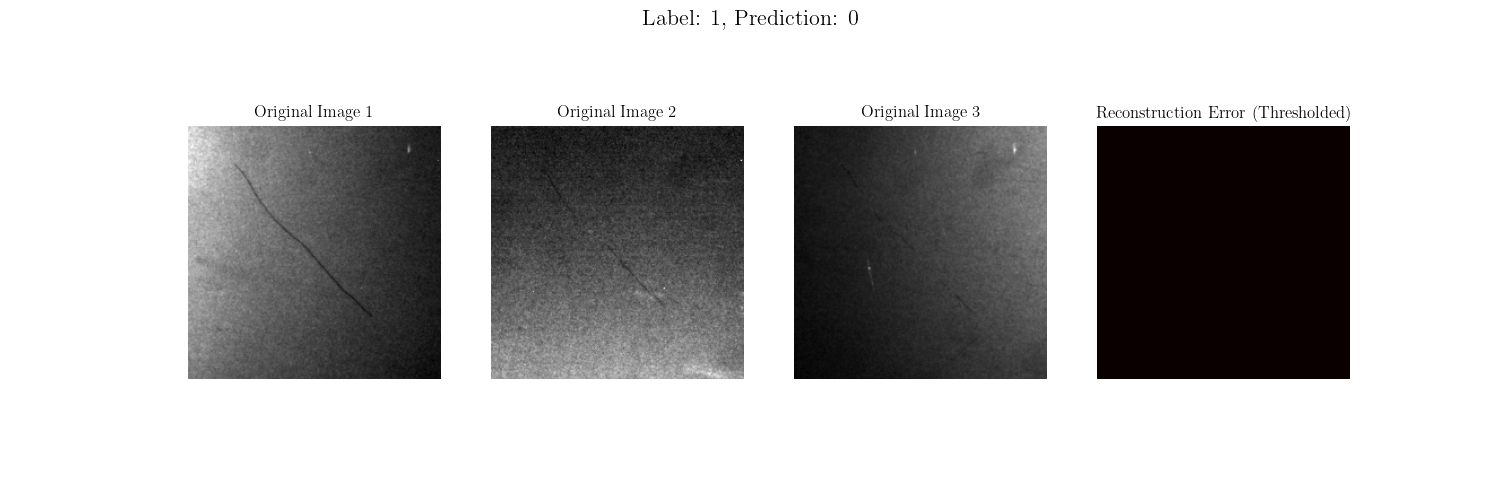 Label: 1, Prediction: 0
Original Image 1
Original Image 2
Original Image 3
Reconstruction Error (Thresholded)